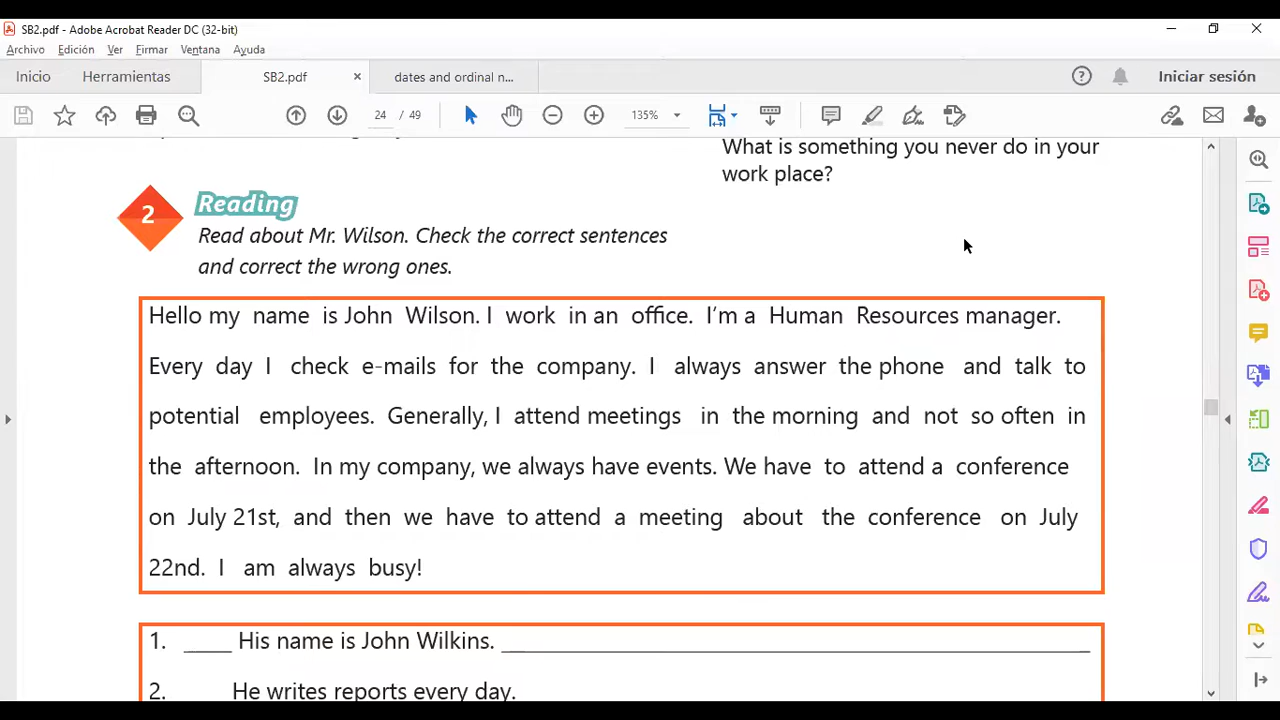 SB2.pdf - Adobe Acrobat Reader DC (32-bit)
Archivo Edición Ver Firmar Ventana Ayuda
Inicio Herramientas SB2.pdf × dates and ordinal n... Iniciar sesión
24 / 49 135%
What is something you never do in your
work place?
2 Reading
Read about Mr. Wilson. Check the correct sentences
and correct the wrong ones.
Hello my name is John Wilson. I work in an office. I'm a Human Resources manager.
Every day I check e-mails for the company. I always answer the phone and talk to
potential employees. Generally, I attend meetings in the morning and not so often in
the afternoon. In my company, we always have events. We have to attend a conference
on July 21st, and then we have to attend a meeting about the conference on July
22nd. I am always busy!
1. ____ His name is John Wilkins. ____
2. He writes reports every day.